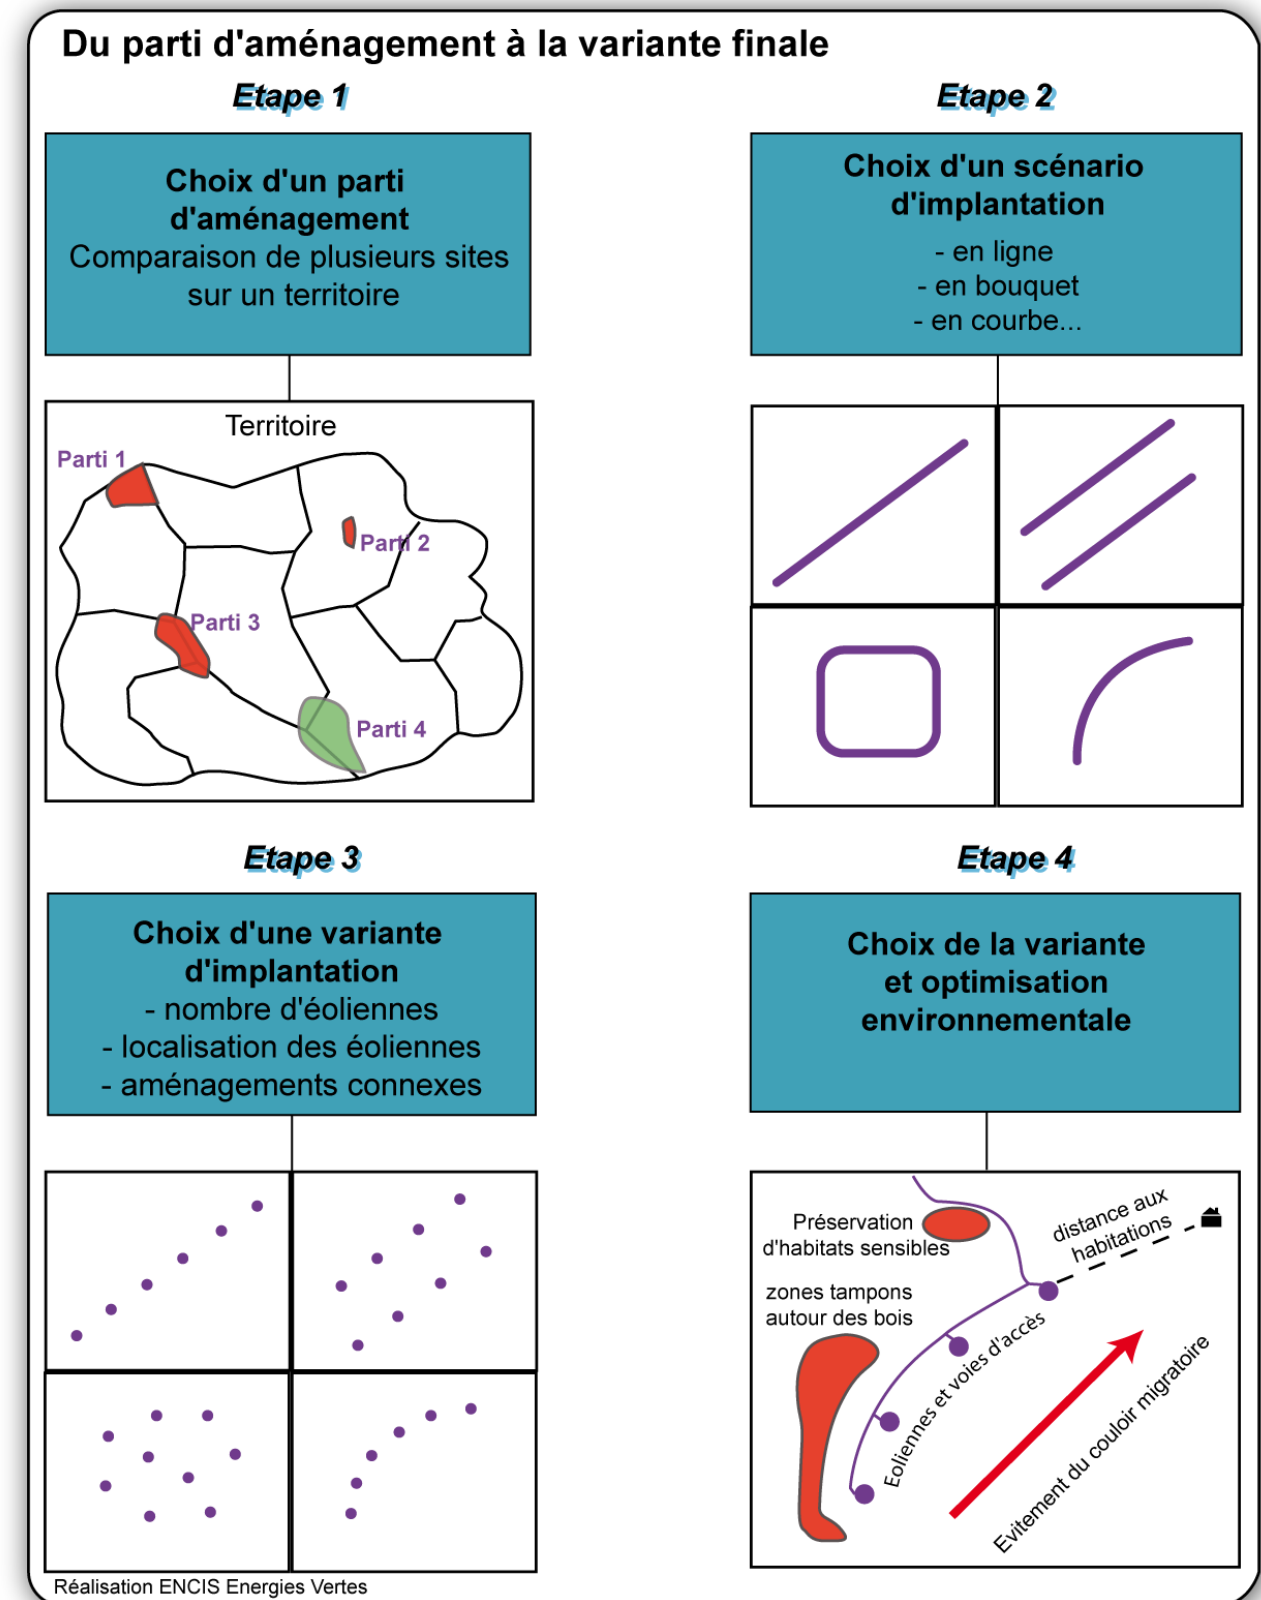 Du parti d'aménagement à la variante finale
Etape 1
Choix d'un parti
d'aménagement
Comparaison de plusieurs sites
sur un territoire
Territoire
Parti 1
Parti 2
Parti 3
Parti 4
Etape 2
Choix d'un scénario
d'implantation
- en ligne
- en bouquet
- en courbe...
Etape 3
Choix d'une variante
d'implantation
- nombre d'éoliennes
- localisation des éoliennes
- aménagements connexes
Etape 4
Choix de la variante
et optimisation
environnementale
Préservation
d'habitats sensibles
distance aux
habitations
zones tampons
autour des bois
Eoliennes et voies d'accès
Evitement du couloir migratoire
Réalisation ENCIS Energies Vertes